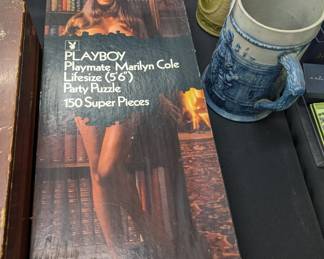 PLAYBOY
Playmate Marilyn Cole
Lifesize (5'6")
Party Puzzle
150 Super Pieces